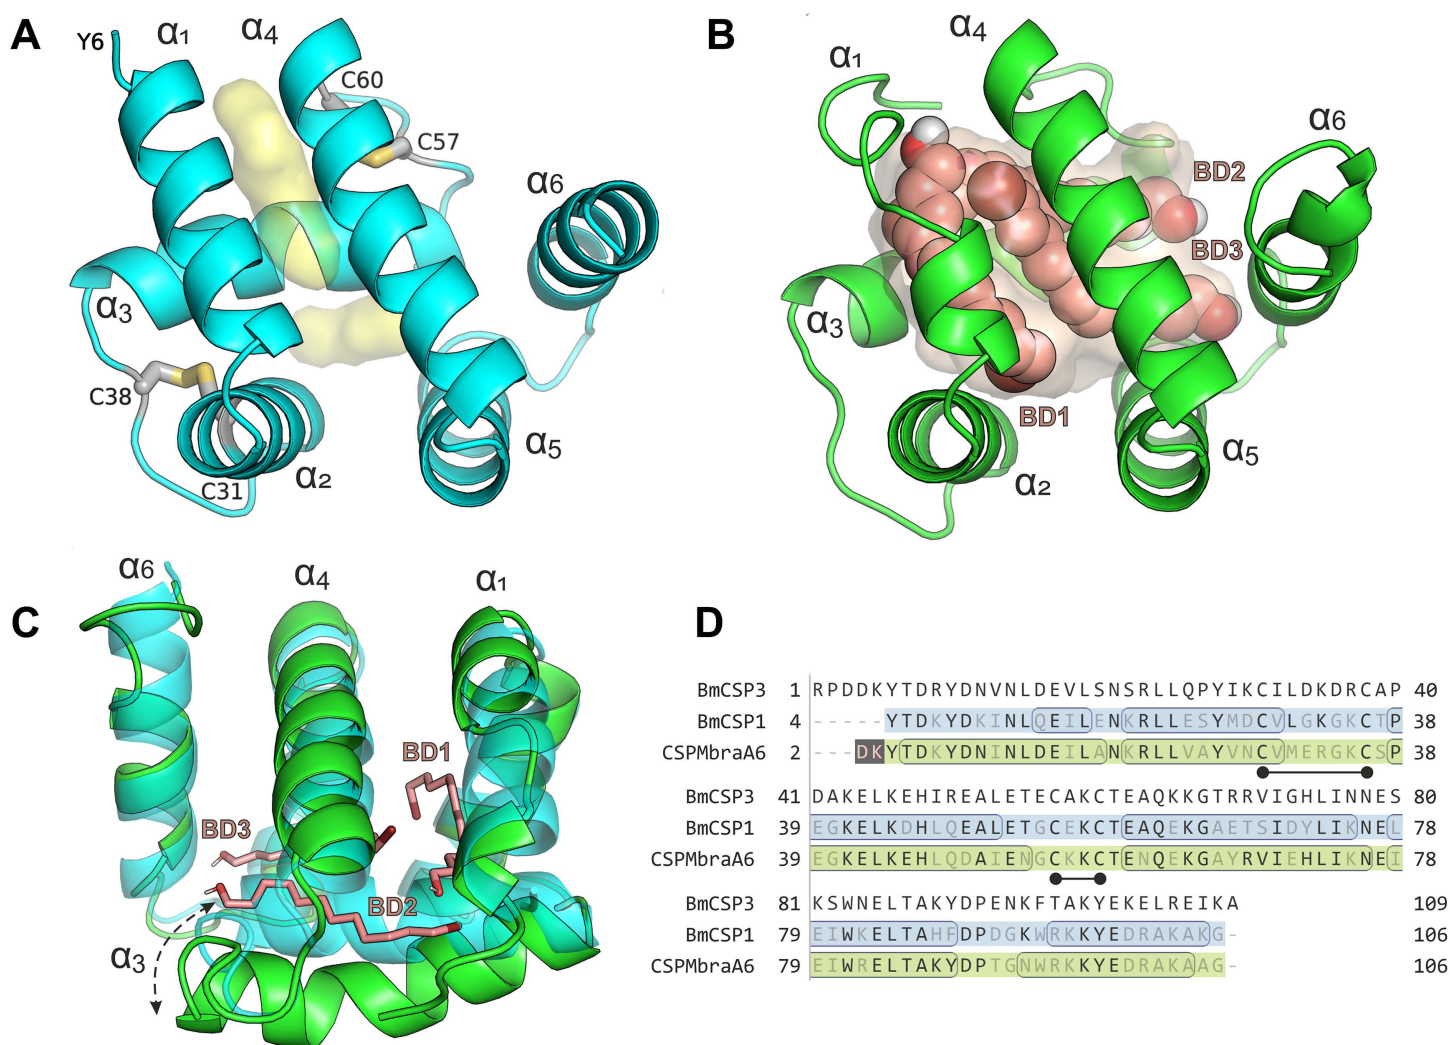 A
Y6
α1
α4
C60
C57
α6
α3
C38
C31
α2
α5
B
α4
α1
α6
BD2
BD3
α3
BD1
α2
α5
C
α6
α4
α1
BD1
BD3
BD2
α3
D
BmCSP3 1 RPDDKYTDRYDNVNLDEVLSNSRLLQPYIKCILDKDRCAP 40
BmCSP1 4 -----YTDKYDKINLQEILENKRLLESYMDCVLGKGKCTP 38
CSPMbraA6 2 ---DKYTDKYDNINLDEILANKRLLVAYVNCVMERGKCSP 38
BmCSP3 41 DAKELKEHIREALETECAKCTEAQKKGTRRVIGHLINNES 80
BmCSP1 39 EGKELKDHLQEALETGCEKCTEAQEKGAETSIDYLIKNEL 78
CSPMbraA6 39 EGKELKEHLQDAIENGCKKCTENQEKGAYRVIEHLIKNEI 78
BmCSP3 81 KSWNELTAKYDPENKFTAKYEKELREIKA 109
BmCSP1 79 EIWKELTAHFDPDGKWRKKYEDRAKAKG- 106
CSPMbraA6 79 EIWRELTAKYDPTGNWRKKYEDRAKAAG- 106